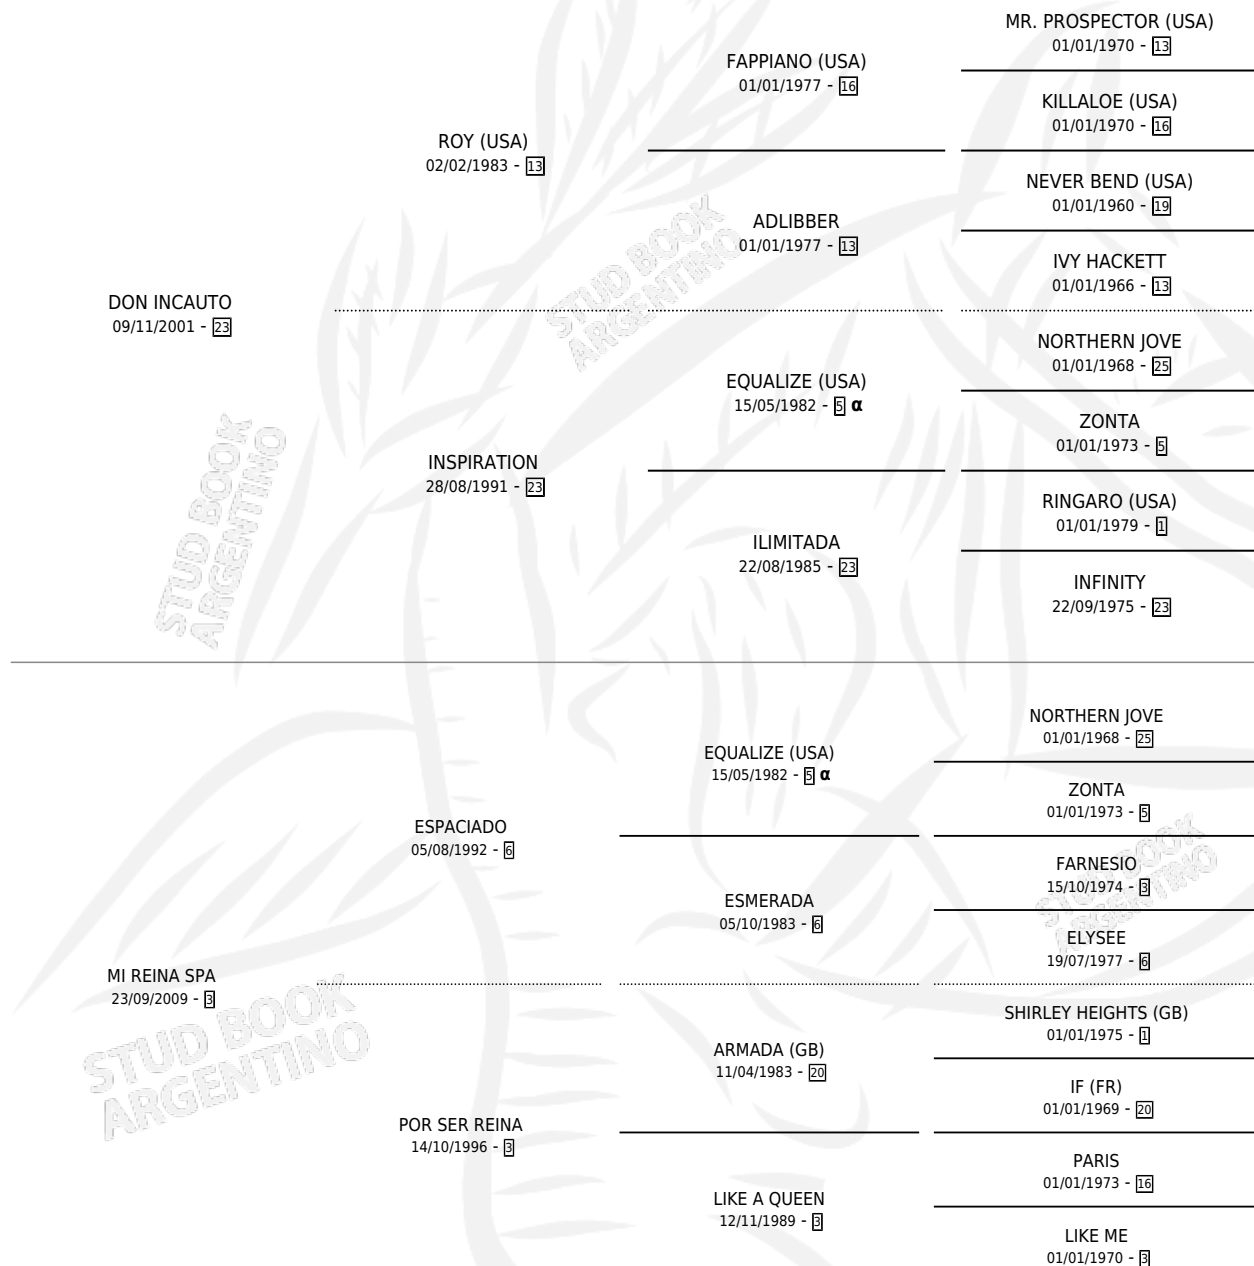 MR. PROSPECTOR (USA)
01/01/1970 - 13
FAPPIANO (USA)
01/01/1977 - 16
KILLALOE (USA)
01/01/1970 - 16
ROY (USA)
02/02/1983 - 13
NEVER BEND (USA)
01/01/1960 - 19
ADLIBBER
01/01/1977 - 13
IVY HACKETT
01/01/1966 - 13
DON INCAUTO
09/11/2001 - 23
STUD BOOK
ARGENTINO
NORTHERN JOVE
01/01/1968 - 25
EQUALIZE (USA)
15/05/1982 - 5 α
ZONTA
01/01/1973 - 5
INSPIRATION
28/08/1991 - 23
RINGARO (USA)
01/01/1979 - 1
ILIMITADA
22/08/1985 - 23
INFINITY
22/09/1975 - 23
STUD BOOK
ARGENTINO
NORTHERN JOVE
01/01/1968 - 25
EQUALIZE (USA)
15/05/1982 - 5 α
ZONTA
01/01/1973 - 5
ESPACIADO
05/08/1992 - 6
FARNESIO
15/10/1974 - 3
STUD BOOK
ARGENTINO
ESMERADA
05/10/1983 - 6
ELYSEE
19/07/1977 - 6
MI REINA SPA
23/09/2009 - 3
STUD BOOK
ARGENTINO
SHIRLEY HEIGHTS (GB)
01/01/1975 - 1
ARMADA (GB)
11/04/1983 - 20
IF (FR)
01/01/1969 - 20
POR SER REINA
14/10/1996 - 3
PARIS
01/01/1973 - 16
LIKE A QUEEN
12/11/1989 - 3
LIKE ME
01/01/1970 - 3